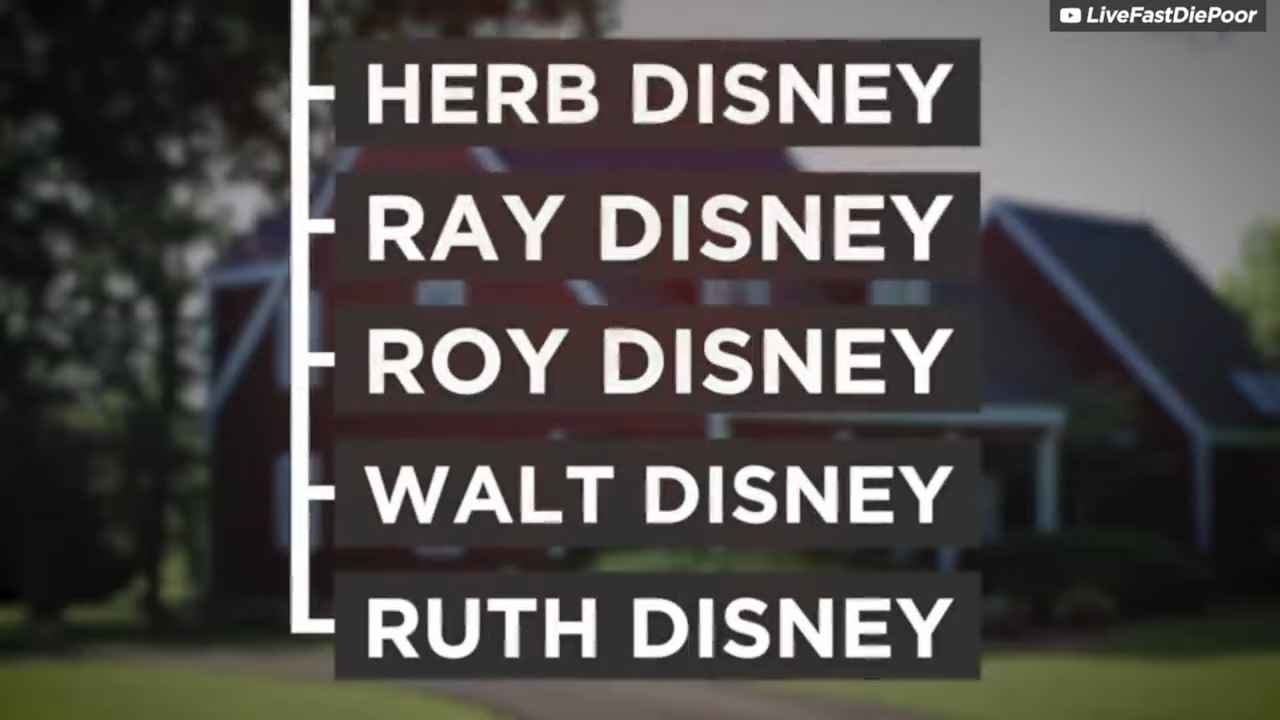 LiveFastDiePoor
HERB DISNEY
RAY DISNEY
ROY DISNEY
WALT DISNEY
RUTH DISNEY